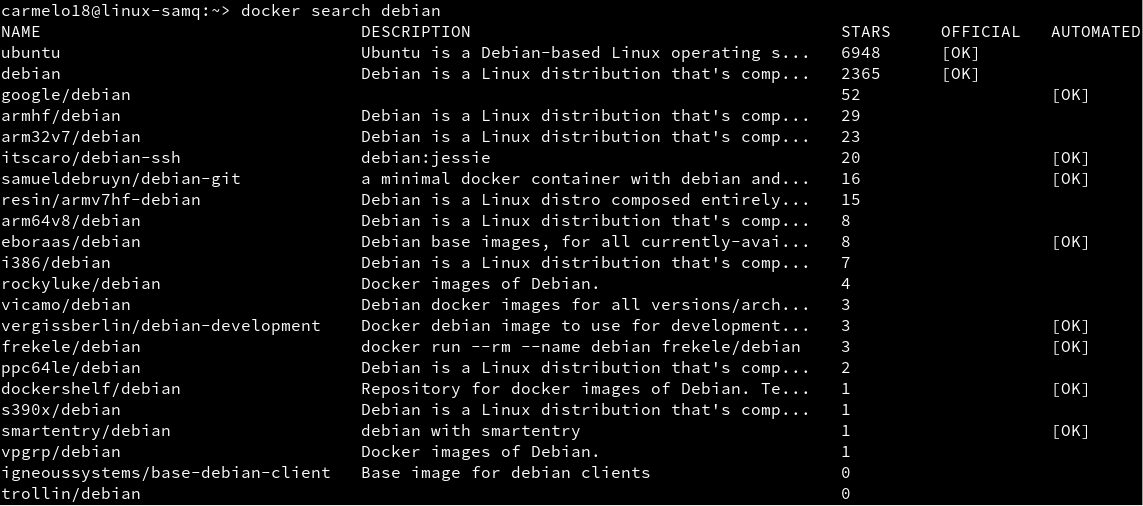 carmelo18@linux-samq:~> docker search debian
NAME DESCRIPTION STARS OFFICIAL AUTOMATED
ubuntu Ubuntu is a Debian-based Linux operating s... 6948 [OK]
debian Debian is a Linux distribution that's comp... 2365 [OK]
google/debian 52 [OK]
armhf/debian Debian is a Linux distribution that's comp... 29
arm32v7/debian Debian is a Linux distribution that's comp... 23
itscaro/debian-ssh debian:jessie 20 [OK]
samueldebruyn/debian-git a minimal docker container with debian and... 16 [OK]
resin/armv7hf-debian Debian is a Linux distro composed entirely... 15
arm64v8/debian Debian is a Linux distribution that's comp... 8
eboraas/debian Debian base images, for all currently-avai... 8 [OK]
i386/debian Debian is a Linux distribution that's comp... 7
rockyluke/debian Docker images of Debian. 4
vicamo/debian Debian docker images for all versions/arch... 3
vergissberlin/debian-development Docker debian image to use for development... 3 [OK]
frekele/debian docker run --rm --name debian frekele/debian 3 [OK]
ppc64le/debian Debian is a Linux distribution that's comp... 2
dockershelf/debian Repository for docker images of Debian. Te... 1 [OK]
s390x/debian Debian is a Linux distribution that's comp... 1
smartentry/debian debian with smartentry 1 [OK]
vpgrp/debian Docker images of Debian. 1
igneoussystems/base-debian-client Base image for debian clients 0
trollin/debian 0